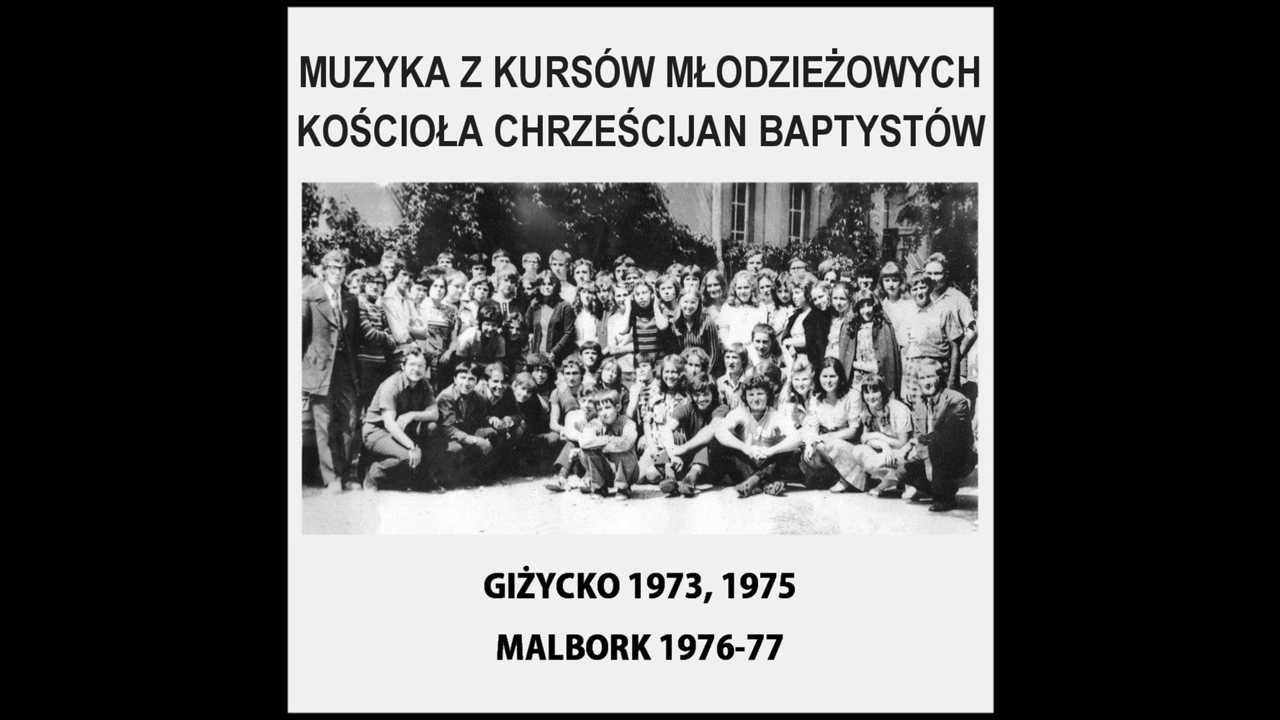 MUZYKA Z KURSÓW MŁODZIEŻOWYCH
KOŚCIOŁA CHRZEŚCIJAN BAPTYSTÓW
GIŻYCKO 1973, 1975
MALBORK 1976-77